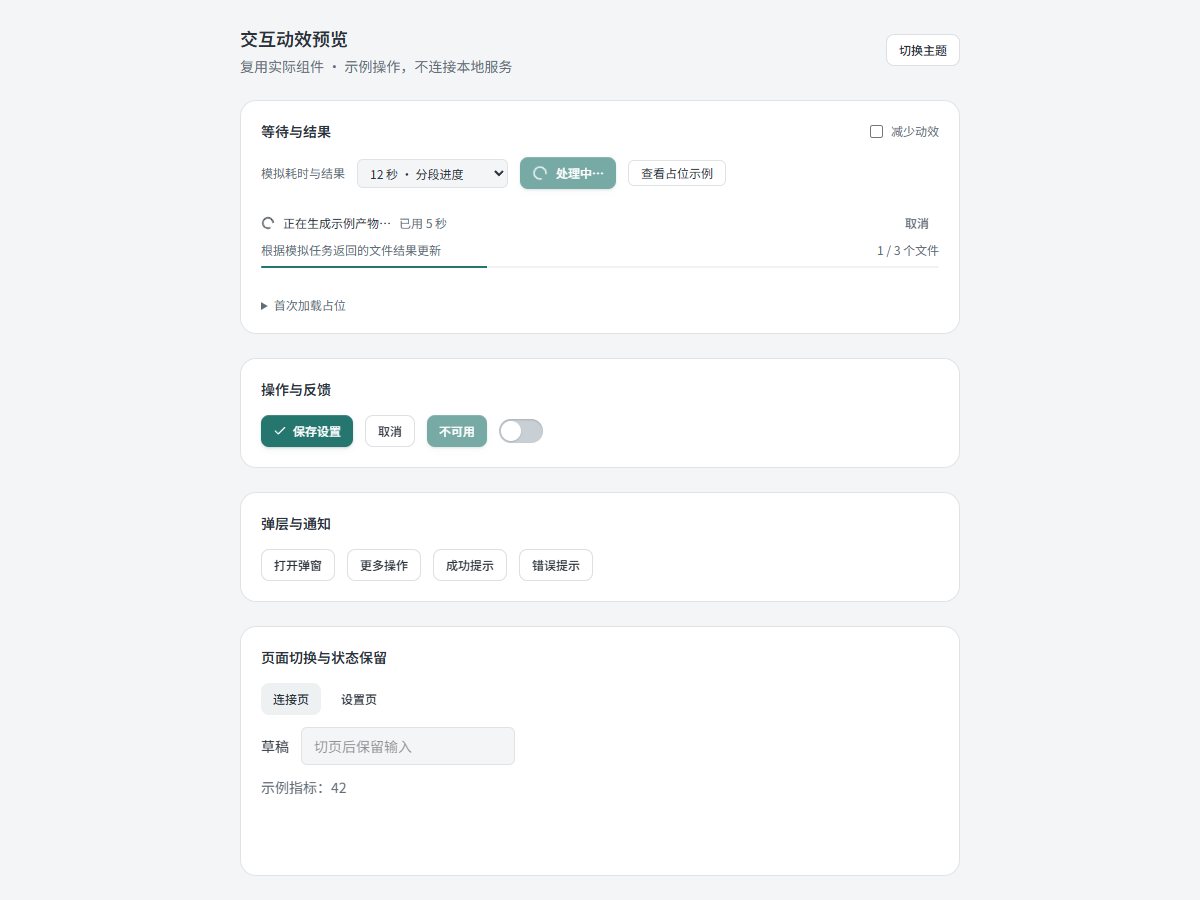 交互动效预览
复用实际组件 · 示例操作，不连接本地服务
切换主题
等待与结果
减少动效
模拟耗时与结果
12 秒 · 分段进度
处理中…
查看占位示例
正在生成示例产物… 已用 5 秒
取消
根据模拟任务返回的文件结果更新
1 / 3 个文件
首次加载占位
操作与反馈
保存设置
取消
不可用
弹层与通知
打开弹窗
更多操作
成功提示
错误提示
页面切换与状态保留
连接页
设置页
草稿
切页后保留输入
示例指标：42